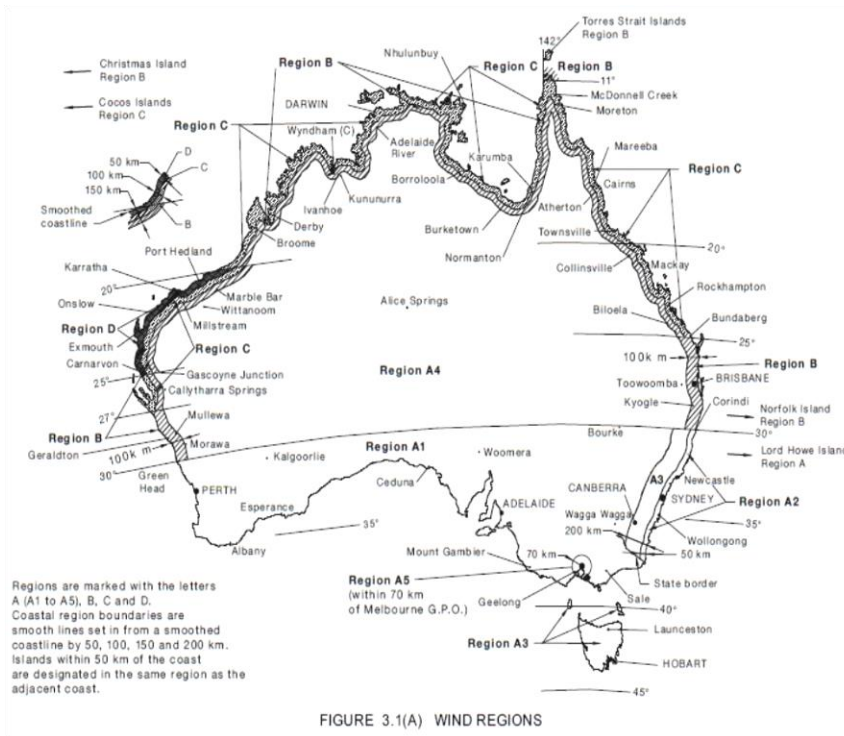 Torres Strait Islands
Region B
142°
Nhulunbuy
Christmas Island
Region B
Region B
Region C
Region B
11°
McDonnell Creek
Moreton
Cocos Islands
Region C
DARWIN
Region C
Wyndham (C)
Adelaide
River
Mareeba
50 km
D
C
100 km
150 km
Karumba
Region C
Borroloola
Cairns
Kununurra
Ivanhoe
Atherton
Smoothed
coastline
B
Derby
Burketown
Townsville
Broome
Port Hedland
Normanton
20°
Collinsville
Mackay
Karratha
20°
Rockhampton
Marble Bar
Wittanoom
Alice Springs
Onslow
Millstream
Biloela
Bundaberg
Region D
25°
Exmouth
Region C
100k m
Region B
Carnarvon
Gascoyne Junction
Region A4
25°
Toowoomba
BRISBANE
Callytharra Springs
Kyogle
Corindi
27°
Mullewa
Norfolk Island
Region B
Bourke
30°
Region B
Region A1
Geraldton
100k m
Morawa
Lord Howe Island
Region A
30°
Kalgoorlie
Woomera
Green
Head
A3
Newcastle
Ceduna
PERTH
CANBERRA
SYDNEY
Region A2
ADELAIDE
Esperance
Wagga Wagga
35°
35°
200 km
Wollongong
Albany
Mount Gambier
70 km
50 km
Region A5
(within 70 km
of Melbourne G.P.O.)
State border
Geelong
Sale
40°
Launceston
Region A3
HOBART
45°
Regions are marked with the letters
A (A1 to A5), B, C and D.
Coastal region boundaries are
smooth lines set in from a smoothed
coastline by 50, 100, 150 and 200 km.
Islands within 50 km of the coast
are designated in the same region as the
adjacent coast.
FIGURE 3.1(A) WIND REGIONS